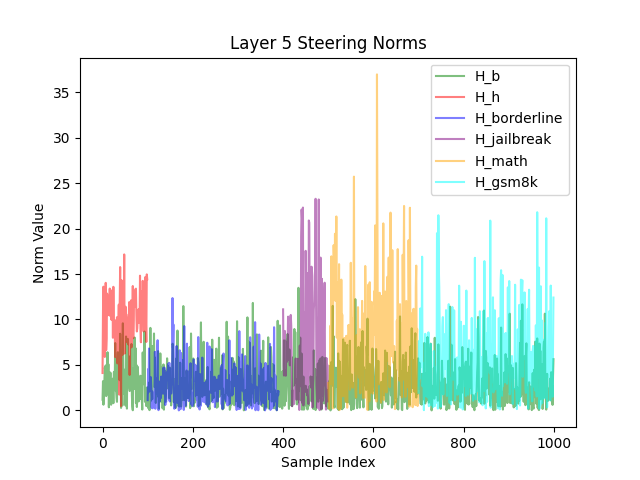 Layer 5 Steering Norms
H_b
H_h
H_borderline
H_jailbreak
H_math
H_gsm8k
Norm Value
35
30
25
20
15
10
5
0
0 200 400 600 800 1000
Sample Index